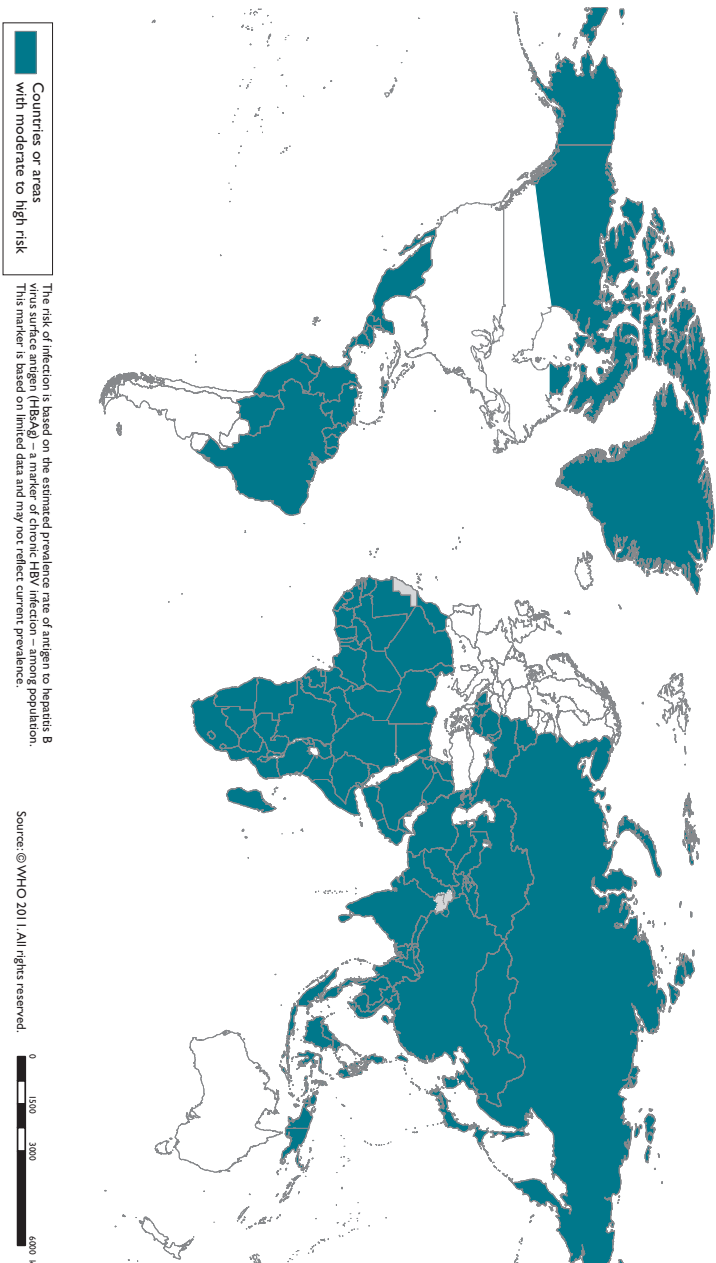 Countries or areas
with moderate to high risk
The risk of infection is based on the estimated prevalence rate of antigen to hepatitis B
virus surface antigen (HBsAg) – a marker of chronic HBV infection – among population.
This marker is based on limited data and may not reflect current prevalence.
Source: © WHO 2011. All rights reserved.
0 1500 3000 6000